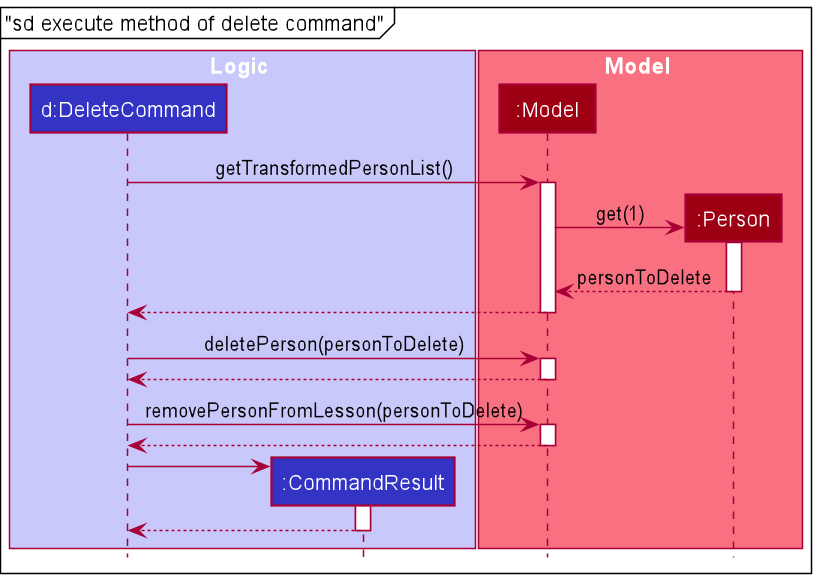 "sd execute method of delete command"
Logic
Model
d:DeleteCommand
:Model
getTransformedPersonList()
:Person
get(1)
personToDelete
deletePerson(personToDelete)
removePersonFromLesson(personToDelete)
:CommandResult